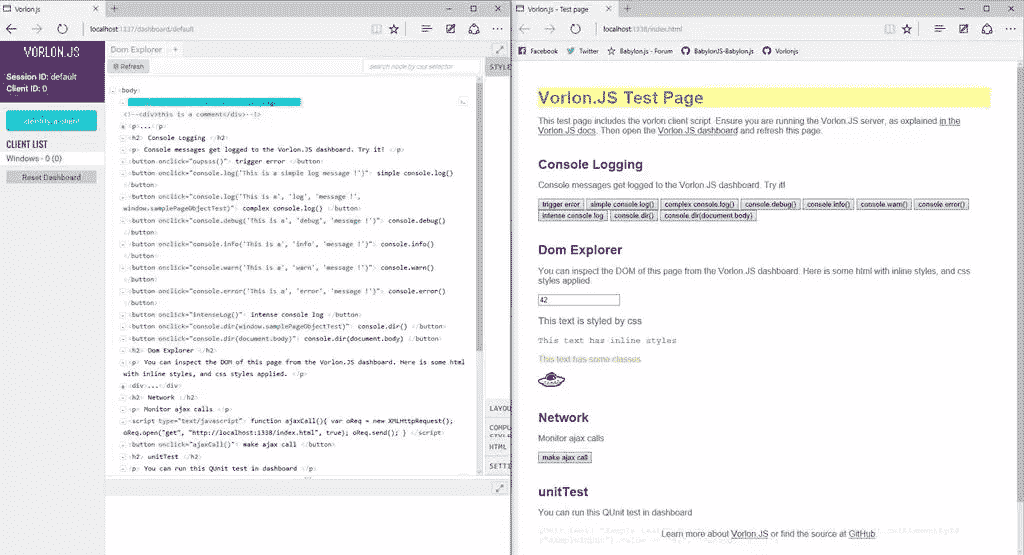 Vorlon.js
localhost:1337/dashboard/default
VORLON.JS
Session ID: default
Client ID: 0
Identify a client
CLIENT LIST
Windows - 0 (0)
Reset Dashboard
Dom Explorer +
Refresh
search node by css selector
STYLE
<body>
<!--<div>this is a comment</div>-->
<p>...</p>
<h2> Console Logging </h2>
<p> Console messages get logged to the Vorlon.JS dashboard. Try it! </p>
<button onclick="oupsss()"> trigger error </button>
<button onclick="console.log('This is a simple log message !')"> simple console.log()
</button>
<button onclick="console.log('This is a', 'log', 'message !',
window.samplePageObjectTest)"> complex console.log() </button>
<button onclick="console.debug('This is a', 'debug', 'message !')"> console.debug()
</button>
<button onclick="console.info('This is a', 'info', 'message !')"> console.info()
</button>
<button onclick="console.warn('This is a', 'warn', 'message !')"> console.warn()
</button>
<button onclick="console.error('This is a', 'error', 'message !')"> console.error()
</button>
<button onclick="intenseLog()"> intense console log </button>
<button onclick="console.dir(window.samplePageObjectTest)"> console.dir() </button>
<button onclick="console.dir(document.body)"> console.dir(document.body) </button>
<h2> Dom Explorer </h2>
<p> You can inspect the DOM of this page from the Vorlon.JS dashboard. Here is some html
with inline styles, and css styles applied. </p>
<div>...</div>
<h2> Network </h2>
<p> Monitor ajax calls </p>
<script type="text/javascript"> function ajaxCall(){ var oReq = new XMLHttpRequest();
oReq.open("get", "http://localhost:1338/index.html", true); oReq.send(); } </script>
<button onclick="ajaxCall()"> make ajax call </button>
<h2> unitTest </h2>
<p> You can run this QUnit test in dashboard </p>
LAYOU
COMPU
STYLE
HTML
SETTI
Vorlon.js - Test page
localhost:1338/index.html
Facebook Twitter Babylon.js - Forum BabylonJS-Babylon.js Vorlonjs
Vorlon.JS Test Page
This test page includes the vorlon client script. Ensure you are running the Vorlon.JS server, as explained in the
Vorlon.JS docs. Then open the Vorlon.JS dashboard and refresh this page.
Console Logging
Console messages get logged to the Vorlon.JS dashboard. Try it!
trigger error simple console.log() complex console.log() console.debug() console.info() console.warn() console.error()
intense console log console.dir() console.dir(document.body)
Dom Explorer
You can inspect the DOM of this page from the Vorlon.JS dashboard. Here is some html with inline styles, and css
styles applied.
42
This text is styled by css
This text has inline styles
This text has some classes
Network
Monitor ajax calls
make ajax call
unitTest
You can run this QUnit test in dashboard
Learn more about Vorlon.JS or find the source at GitHub.